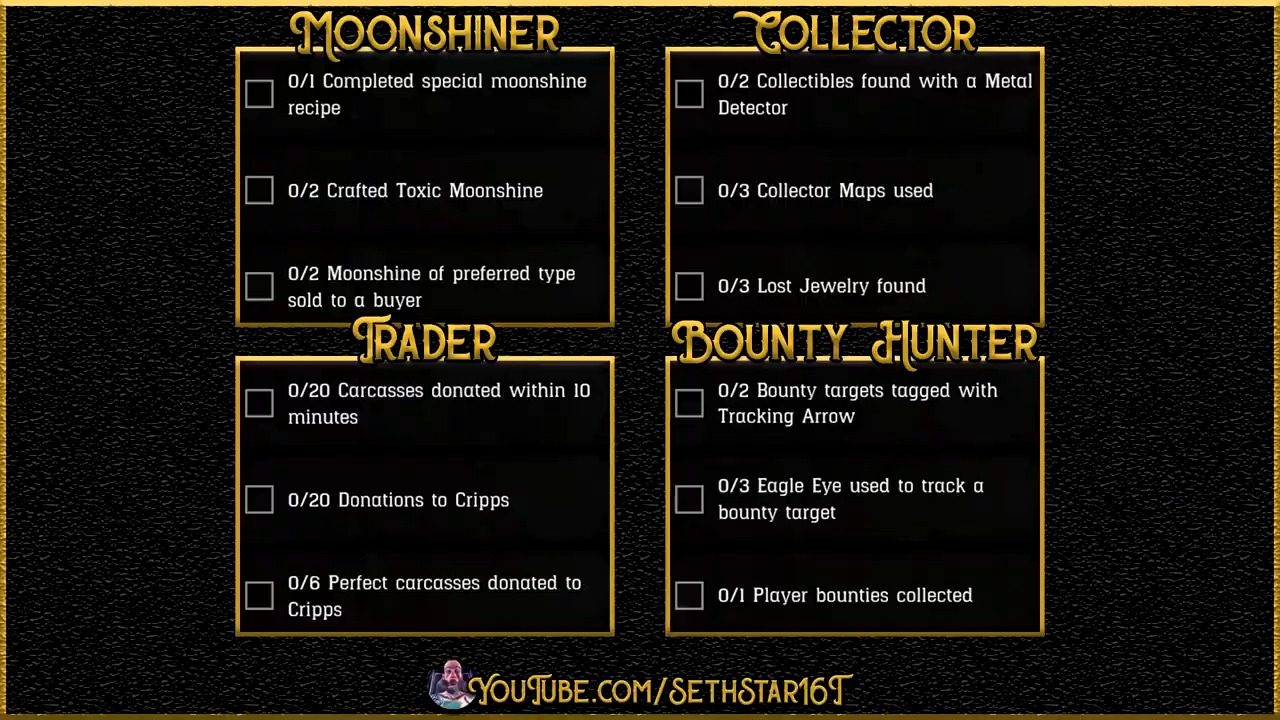 Moonshiner
0/1 Completed special moonshine
recipe
0/2 Crafted Toxic Moonshine
0/2 Moonshine of preferred type
sold to a buyer
Collector
0/2 Collectibles found with a Metal
Detector
0/3 Collector Maps used
0/3 Lost Jewelry found
Trader
0/20 Carcasses donated within 10
minutes
0/20 Donations to Cripps
0/6 Perfect carcasses donated to
Cripps
Bounty Hunter
0/2 Bounty targets tagged with
Tracking Arrow
0/3 Eagle Eye used to track a
bounty target
0/1 Player bounties collected
YouTube.com/SethStar16T